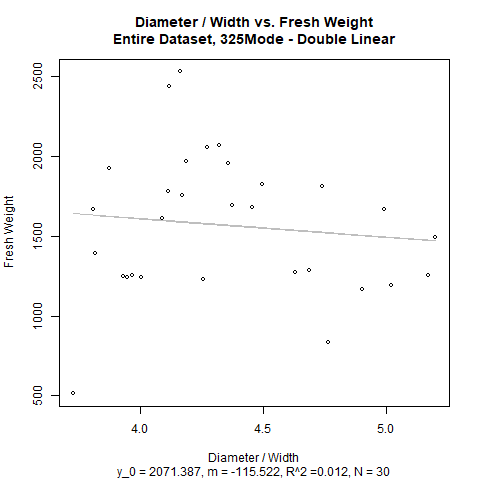 Diameter / Width vs. Fresh Weight
Entire Dataset, 325Mode - Double Linear
2500
2000
1500
1000
500
Fresh Weight
4.0 4.5 5.0
Diameter / Width
y_0 = 2071.387, m = -115.522, R^2 =0.012, N = 30